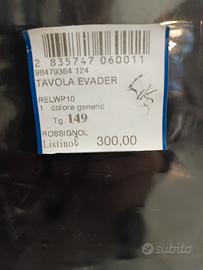 2 835747 060011
98479364 124
TAVOLA EVADER
RELWP10
1 colore generic
Tg. 149
ROSSIGNOL
Listino€ 300,00
subito